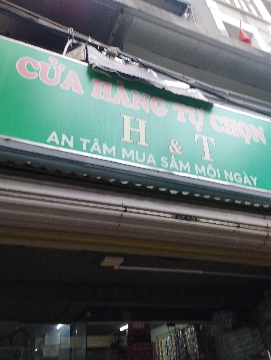 CỬA HÀNG TỰ CHỌN
H & T
AN TÂM MUA SẮM MỖI NGÀY